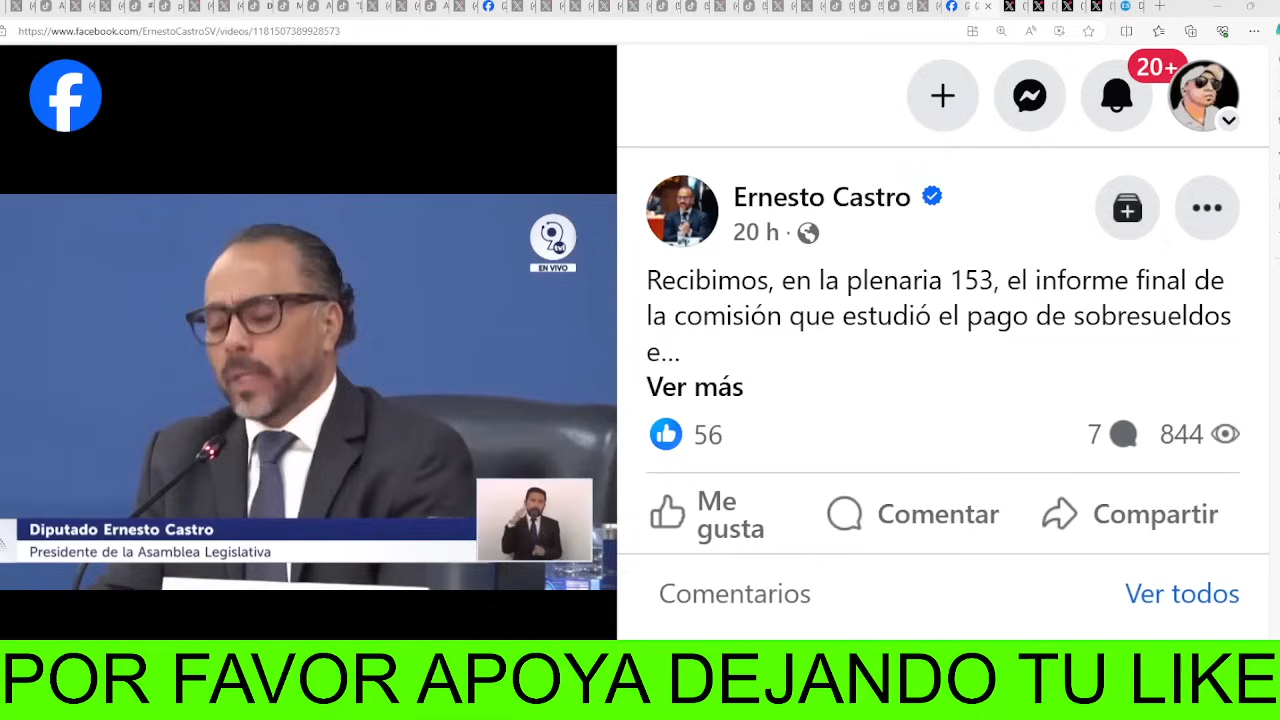 https://www.facebook.com/ErnestoCastroSV/videos/1181507389928573
20+
Ernesto Castro
20 h ·
Recibimos, en la plenaria 153, el informe final de
la comisión que estudió el pago de sobresueldos
e...
Ver más
56
7
844
Me
gusta
Comentar
Compartir
Comentarios
Ver todos
9
tvl
EN VIVO
Diputado Ernesto Castro
Presidente de la Asamblea Legislativa
POR FAVOR APOYA DEJANDO TU LIKE